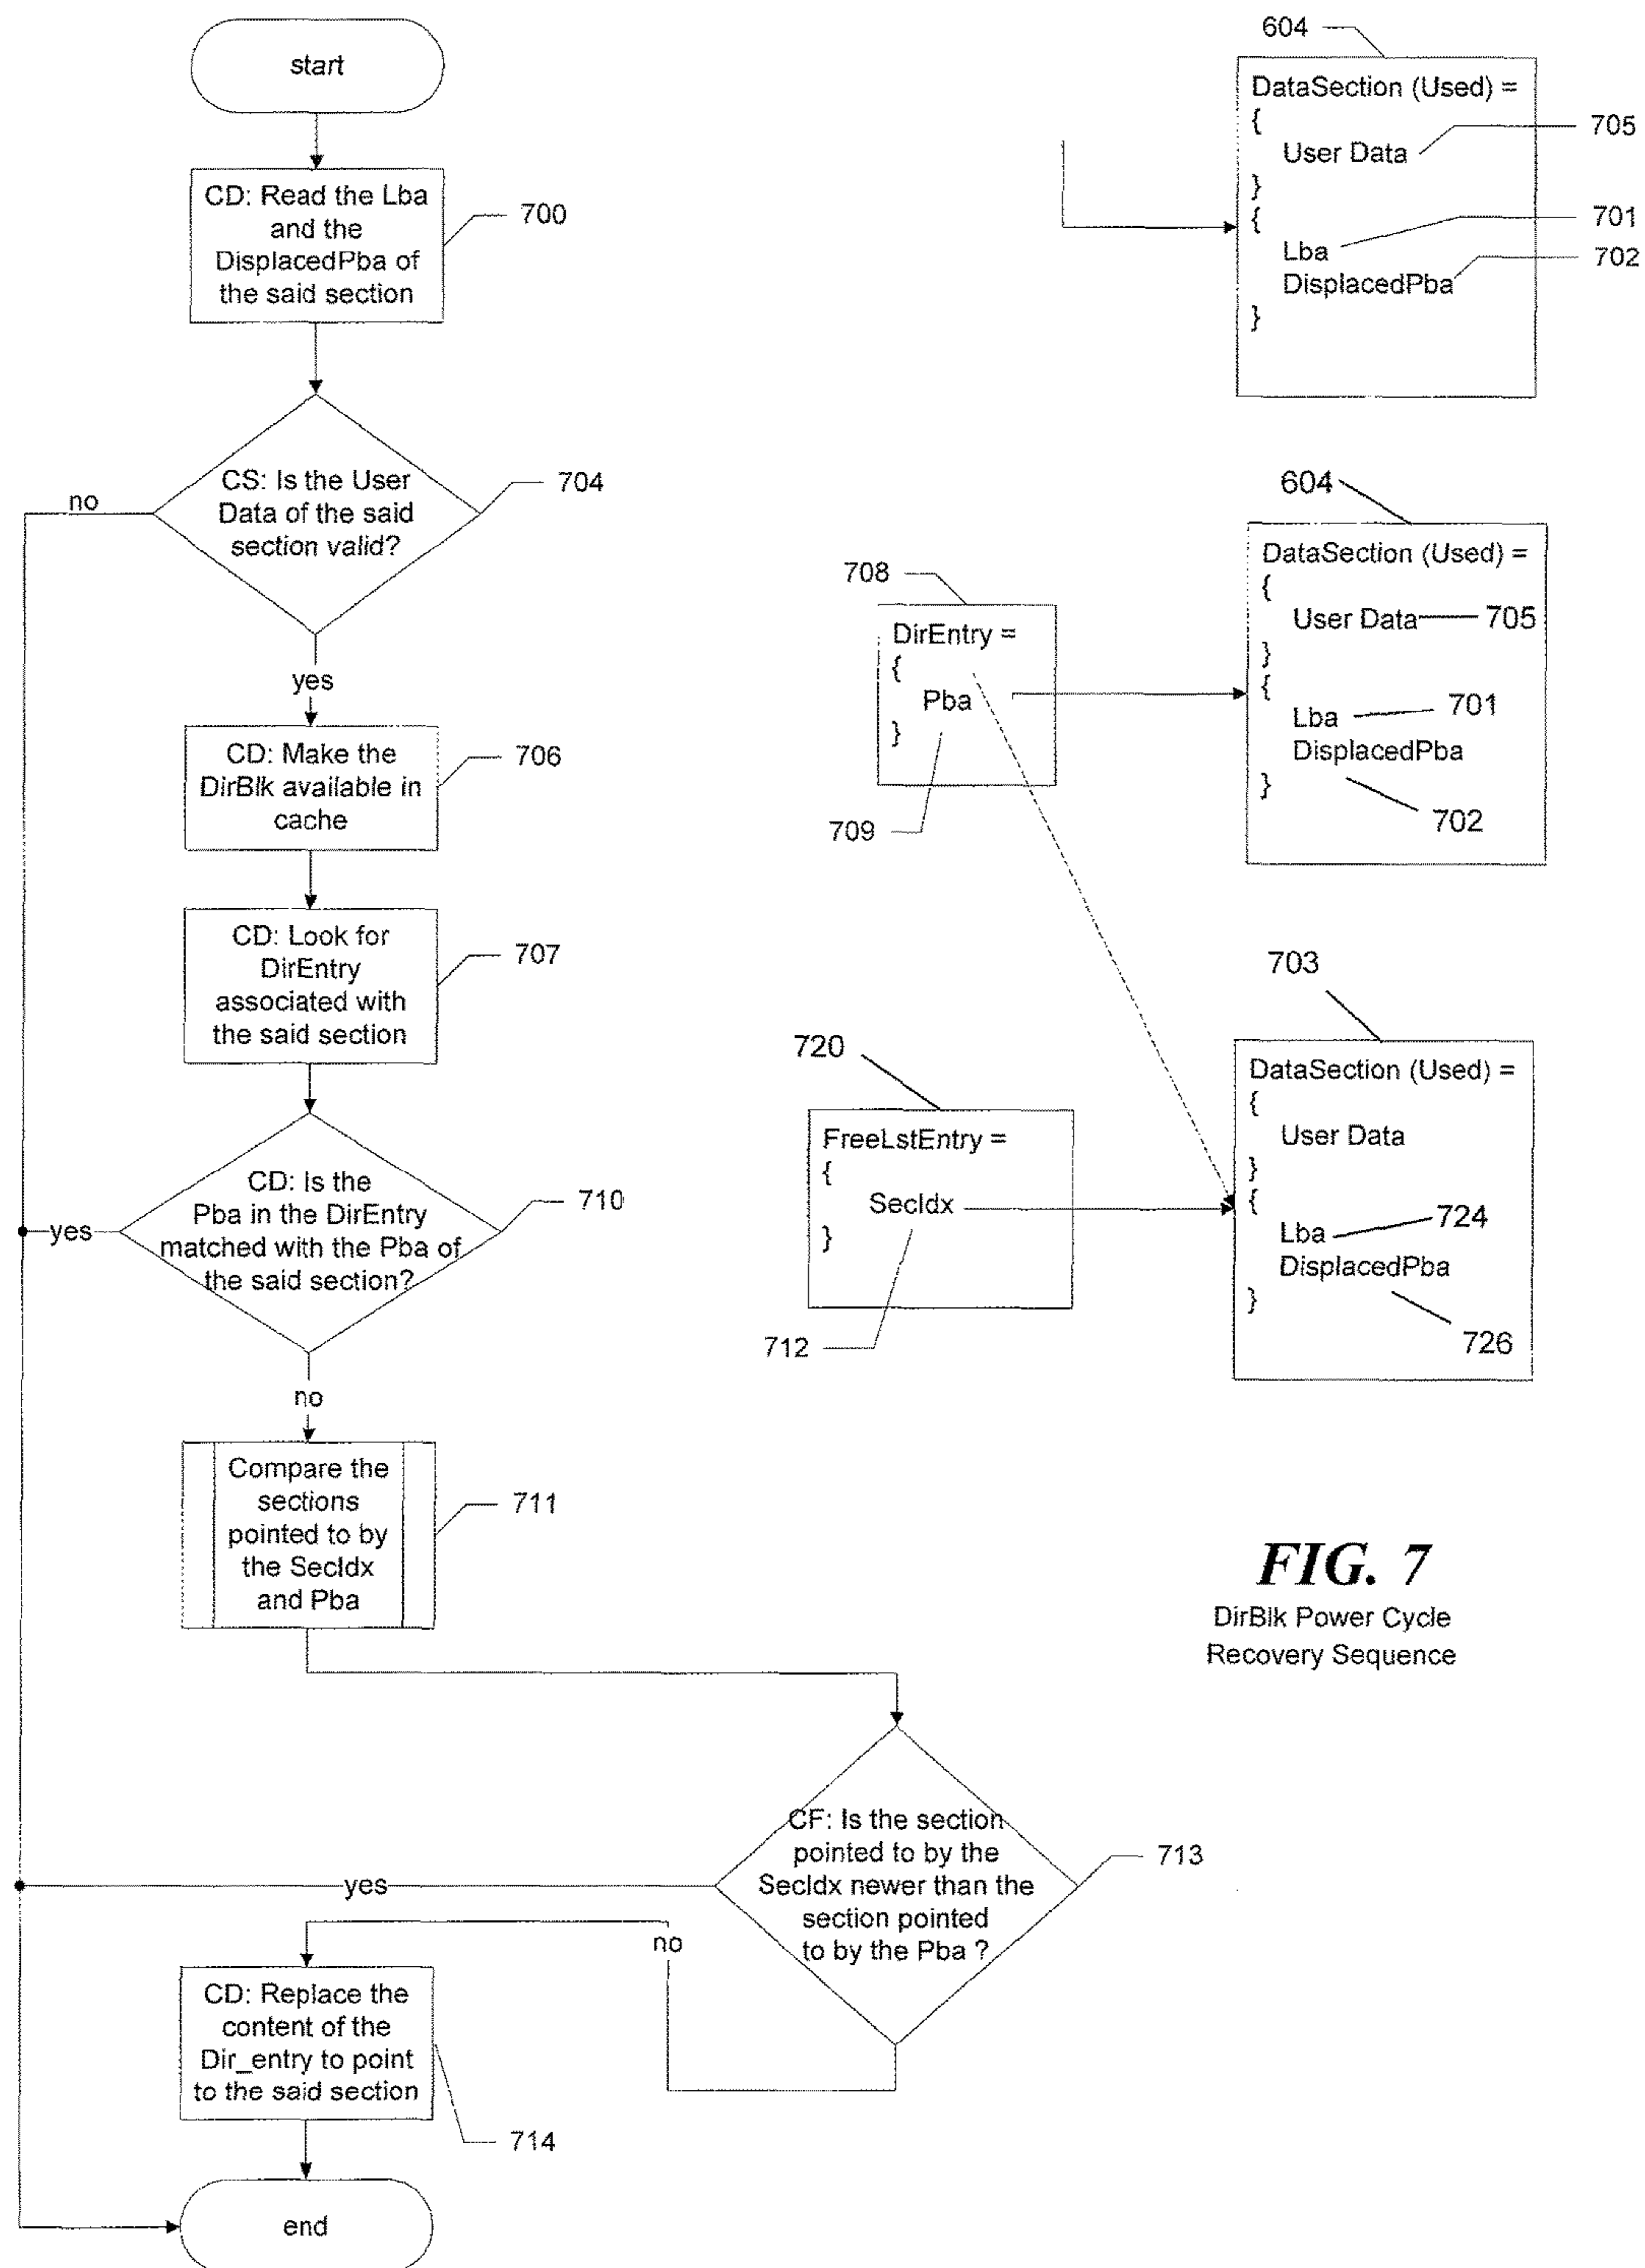 start
CD: Read the Lba
and the
DisplacedPba of
the said section
700
CS: Is the User
Data of the said
section valid?
704
no
yes
CD: Make the
DirBlk available in
cache
706
CD: Look for
DirEntry
associated with
the said section
707
CD: Is the
Pba in the DirEntry
matched with the Pba of
the said section?
710
yes
no
Compare the
sections
pointed to by
the SecIdx
and Pba
711
CF: Is the section
pointed to by the
SecIdx newer than the
section pointed
to by the Pba ?
713
yes
no
CD: Replace the
content of the
Dir_entry to point
to the said section
714
end
604
DataSection (Used) =
{
User Data
705
}
{
Lba
701
DisplacedPba
702
}
604
DataSection (Used) =
{
User Data
705
}
{
Lba
701
DisplacedPba
}
702
708
DirEntry =
{
Pba
}
709
703
DataSection (Used) =
{
User Data
}
{
Lba
724
DisplacedPba
}
726
720
FreeLstEntry =
{
SecIdx
}
712
FIG. 7
DirBlk Power Cycle
Recovery Sequence